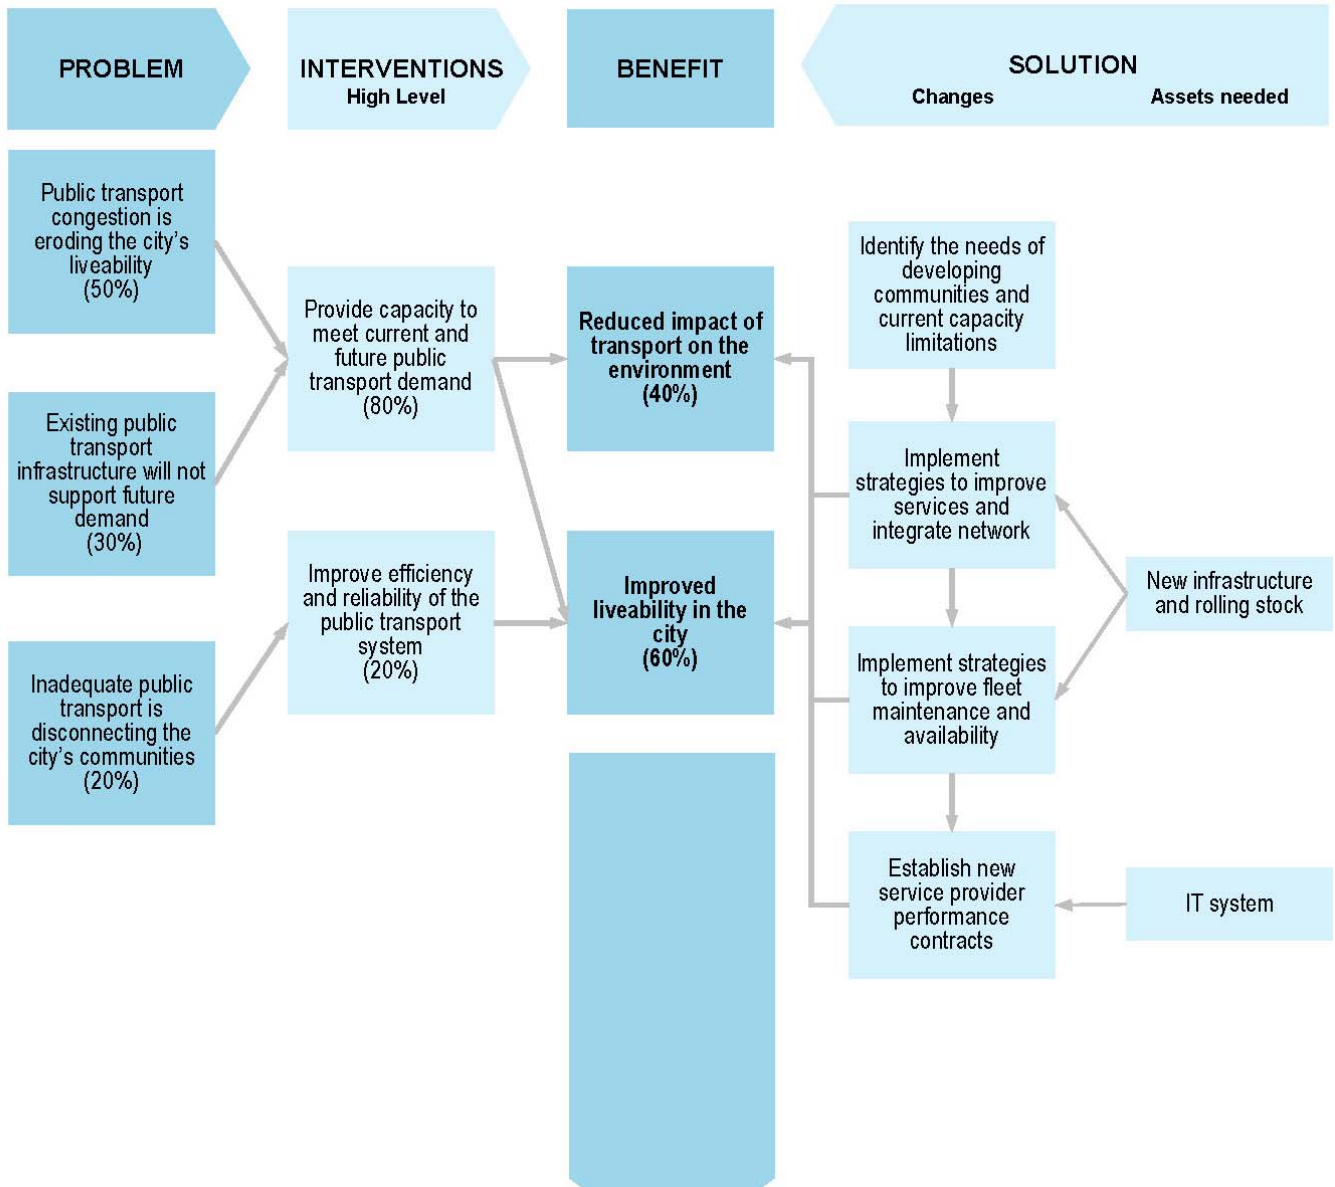 PROBLEM
INTERVENTIONS
High Level
BENEFIT
SOLUTION
Changes
Assets needed
Public transport
congestion is
eroding the city's
liveability
(50%)
Existing public
transport
infrastructure will not
support future
demand
(30%)
Inadequate public
transport is
disconnecting the
city's communities
(20%)
Provide capacity to
meet current and
future public
transport demand
(80%)
Improve efficiency
and reliability of the
public transport
system
(20%)
Reduced impact of
transport on the
environment
(40%)
Improved
liveability in the
city
(60%)
Identify the needs of
developing
communities and
current capacity
limitations
Implement
strategies to improve
services and
integrate network
Implement strategies
to improve fleet
maintenance and
availability
Establish new
service provider
performance
contracts
New infrastructure
and rolling stock
IT system